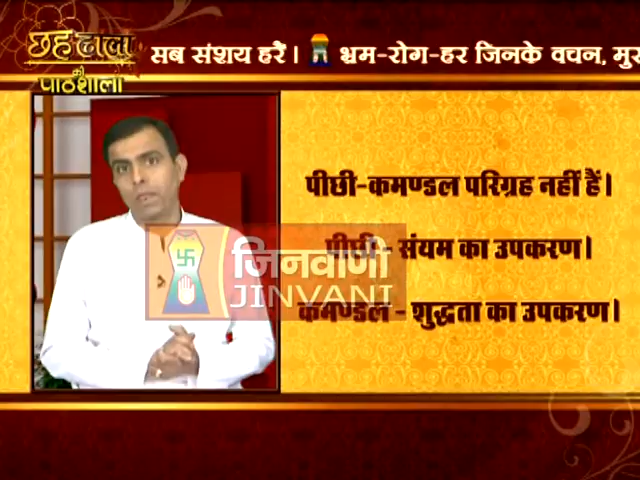 छहढाला
की
पाठशाला
सब संशय हरैं। भ्रम-रोग-हर जिनके वचन, मुख
पीछी-कमण्डल परिग्रह नहीं हैं।
पीछी - संयम का उपकरण।
कमण्डल - शुद्धता का उपकरण।
जिनवाणी
JINVANI